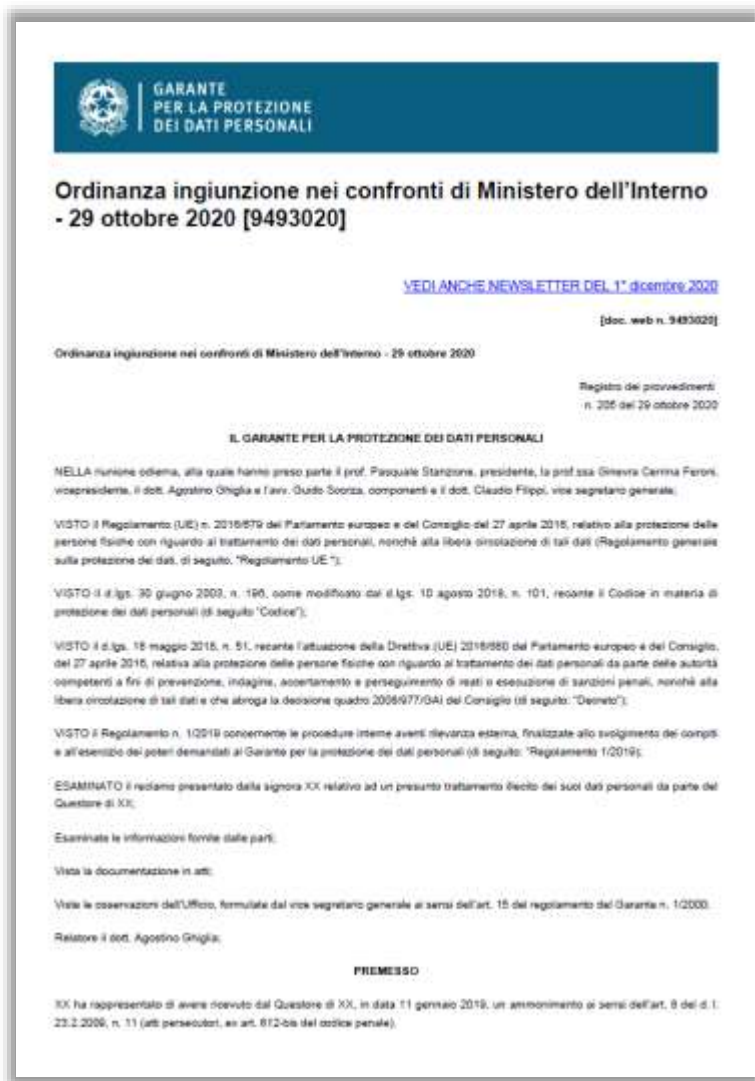 GARANTE
PER LA PROTEZIONE
DEI DATI PERSONALI
Ordinanza ingiunzione nei confronti di Ministero dell'Interno
- 29 ottobre 2020 [9493020]
VEDI ANCHE NEWSLETTER DEL 1° dicembre 2020
[doc. web n. 9493020]
Ordinanza ingiunzione nei confronti di Ministero dell'Interno - 29 ottobre 2020
Registro dei provvedimenti
n. 205 del 29 ottobre 2020
IL GARANTE PER LA PROTEZIONE DEI DATI PERSONALI
NELLA riunione odierna, alla quale hanno preso parte il prof. Pasquale Stanzione, presidente, la prof.ssa Ginevra Cerrina Feroni,
vicepresidente, il dott. Agostino Ghiglia e l'avv. Guido Scorza, componenti e il dott. Claudio Filippi, vice segretario generale;
VISTO il Regolamento (UE) n. 2016/679 del Parlamento europeo e del Consiglio del 27 aprile 2016, relativo alla protezione delle
persone fisiche con riguardo al trattamento dei dati personali, nonché alla libera circolazione di tali dati (Regolamento generale
sulla protezione dei dati, di seguito, "Regolamento UE ");
VISTO il d.lgs. 30 giugno 2003, n. 196, come modificato dal d.lgs. 10 agosto 2018, n. 101, recante il Codice in materia di
protezione dei dati personali (di seguito "Codice");
VISTO il d.lgs. 18 maggio 2018, n. 51, recante l'attuazione della Direttiva (UE) 2016/680 del Parlamento europeo e del Consiglio,
del 27 aprile 2016, relativa alla protezione delle persone fisiche con riguardo al trattamento dei dati personali da parte delle autorità
competenti a fini di prevenzione, indagine, accertamento e perseguimento di reati o esecuzione di sanzioni penali, nonché alla
libera circolazione di tali dati e che abroga la decisione quadro 2008/977/GAI del Consiglio (di seguito: "Decreto");
VISTO il Regolamento n. 1/2019 concernente le procedure interne aventi rilevanza esterna, finalizzate allo svolgimento dei compiti
e all'esercizio dei poteri demandati al Garante per la protezione dei dati personali (di seguito: "Regolamento 1/2019);
ESAMINATO il reclamo presentato dalla signora XX relativo ad un presunto trattamento illecito dei suoi dati personali da parte del
Questore di XX;
Esaminate le informazioni fornite dalle parti;
Vista la documentazione in atti;
Viste le osservazioni dell'Ufficio, formulate dal vice segretario generale ai sensi dell'art. 15 del regolamento del Garante n. 1/2000;
Relatore il dott. Agostino Ghiglia;
PREMESSO
XX ha rappresentato di avere ricevuto dal Questore di XX, in data 11 gennaio 2019, un ammonimento ai sensi dell'art. 8 del d. l.
23.2.2009, n. 11 (atti persecutori, ex art. 612-bis del codice penale).